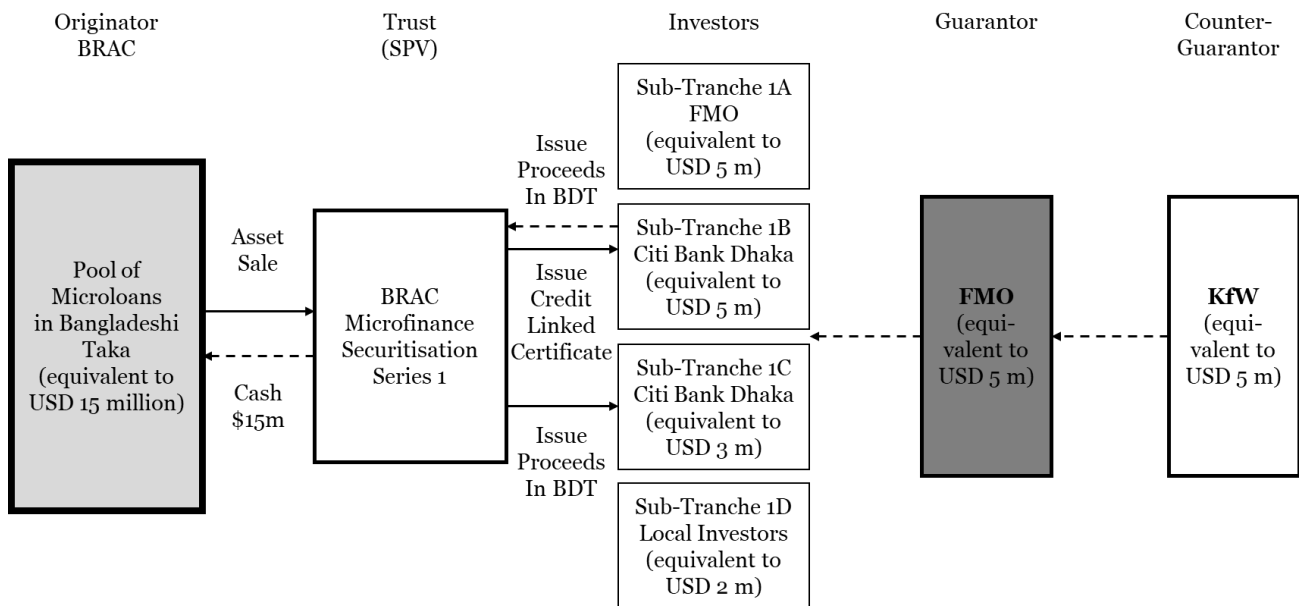 Originator
BRAC
Trust
(SPV)
Investors
Guarantor
Counter-
Guarantor
Pool of
Microloans
in Bangladeshi
Taka
(equivalent to
USD 15 million)
Asset
Sale
Cash
$15m
BRAC
Microfinance
Securitisation
Series 1
Issue
Proceeds
In BDT
Issue
Credit
Linked
Certificate
Issue
Proceeds
In BDT
Sub-Tranche 1A
FMO
(equivalent to
USD 5 m)
Sub-Tranche 1B
Citi Bank Dhaka
(equivalent to
USD 5 m)
Sub-Tranche 1C
Citi Bank Dhaka
(equivalent to
USD 3 m)
Sub-Tranche 1D
Local Investors
(equivalent to
USD 2 m)
FMO
(equi-
valent to
USD 5 m)
KfW
(equi-
valent to
USD 5 m)